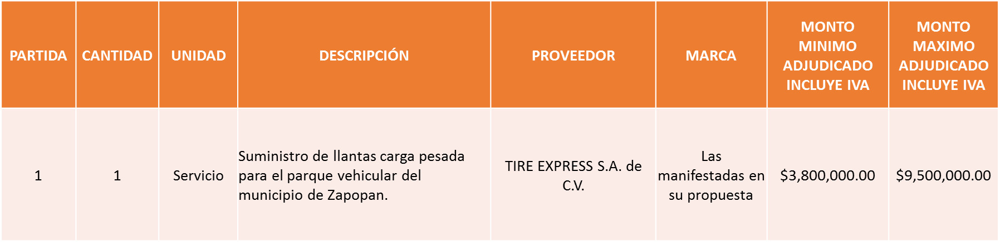 PARTIDA
CANTIDAD
UNIDAD
DESCRIPCIÓN
PROVEEDOR
MARCA
MONTO
MINIMO
ADJUDICADO
INCLUYE IVA
MONTO
MAXIMO
ADJUDICADO
INCLUYE IVA
1
1
Servicio
Suministro de llantas carga pesada
para el parque vehicular del
municipio de Zapopan.
TIRE EXPRESS S.A. de
C.V.
Las
manifestadas en
su propuesta
$3,800,000.00
$9,500,000.00